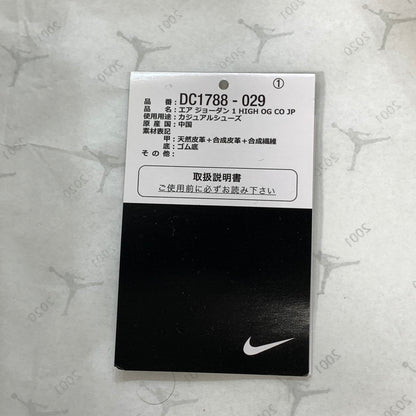 ①
品番：DC1788 - 029
品名：エア ジョーダン 1 HIGH OG CO JP
使用用途：カジュアルシューズ
原産国：中国
素材表記
甲：天然皮革＋合成皮革＋合成繊維
底：ゴム底
その他：
取扱説明書
ご使用前に必ずお読み下さい